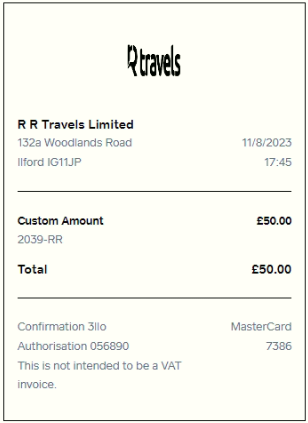 R travels
R R Travels Limited
132a Woodlands Road 11/8/2023
Ilford IG11JP 17:45
Custom Amount £50.00
2039-RR
Total £50.00
Confirmation 3llo MasterCard
Authorisation 056890 7386
This is not intended to be a VAT
invoice.